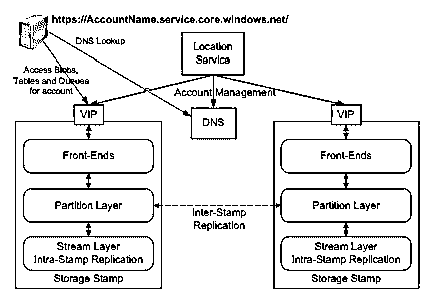 https://AccountName.service.core.windows.net/
DNS Lookup
Location
Service
Access Blobs,
Tables and Queues
for account
Account Management
VIP
DNS
VIP
Front-Ends
Partition Layer
Stream Layer
Intra-Stamp Replication
Storage Stamp
Inter-Stamp
Replication
Front-Ends
Partition Layer
Stream Layer
Intra-Stamp Replication
Storage Stamp